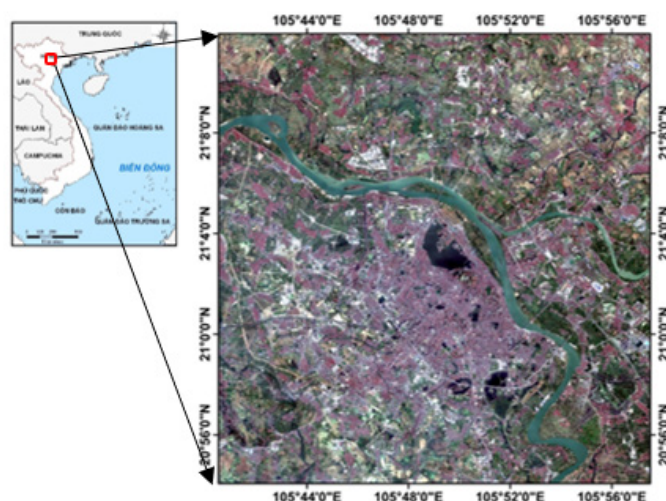 TRUNG QUỐC
LÀO
THÁI LAN
CAMPUCHIA
QUẦN ĐẢO HOÀNG SA
BIỂN ĐÔNG
PHÚ QUỐC
THỔ CHU
CÔN ĐẢO
QUẦN ĐẢO TRƯỜNG SA
105°44'0"E 105°48'0"E 105°52'0"E 105°56'0"E
21°8'0"N 21°8'0"N
21°4'0"N 21°4'0"N
21°0'0"N 21°0'0"N
20°56'0"N 20°56'0"N
105°44'0"E 105°48'0"E 105°52'0"E 105°56'0"E